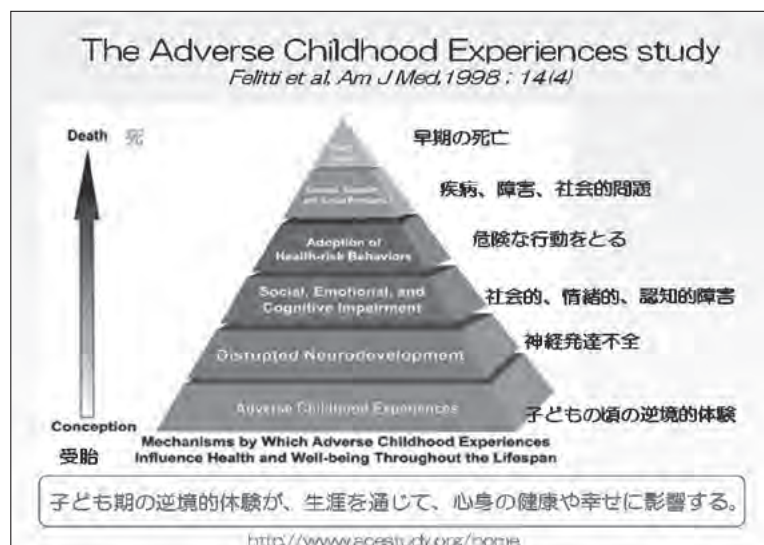 The Adverse Childhood Experiences study
Felitti et al, Am J Med,1998 : 14(4)
Death 死
早期の死亡
疾病、障害、社会的問題
Adoption of
Health-risk Behaviors
危険な行動をとる
Social, Emotional, and
Cognitive Impairment
社会的、情緒的、認知的障害
Disrupted Neurodevelopment
神経発達不全
Adverse Childhood Experiences
子どもの頃の逆境的体験
Conception
受胎
Mechanisms by Which Adverse Childhood Experiences
Influence Health and Well-being Throughout the Lifespan
子ども期の逆境的体験が、生涯を通じて、心身の健康や幸せに影響する。
http://www.acestudy.org/home